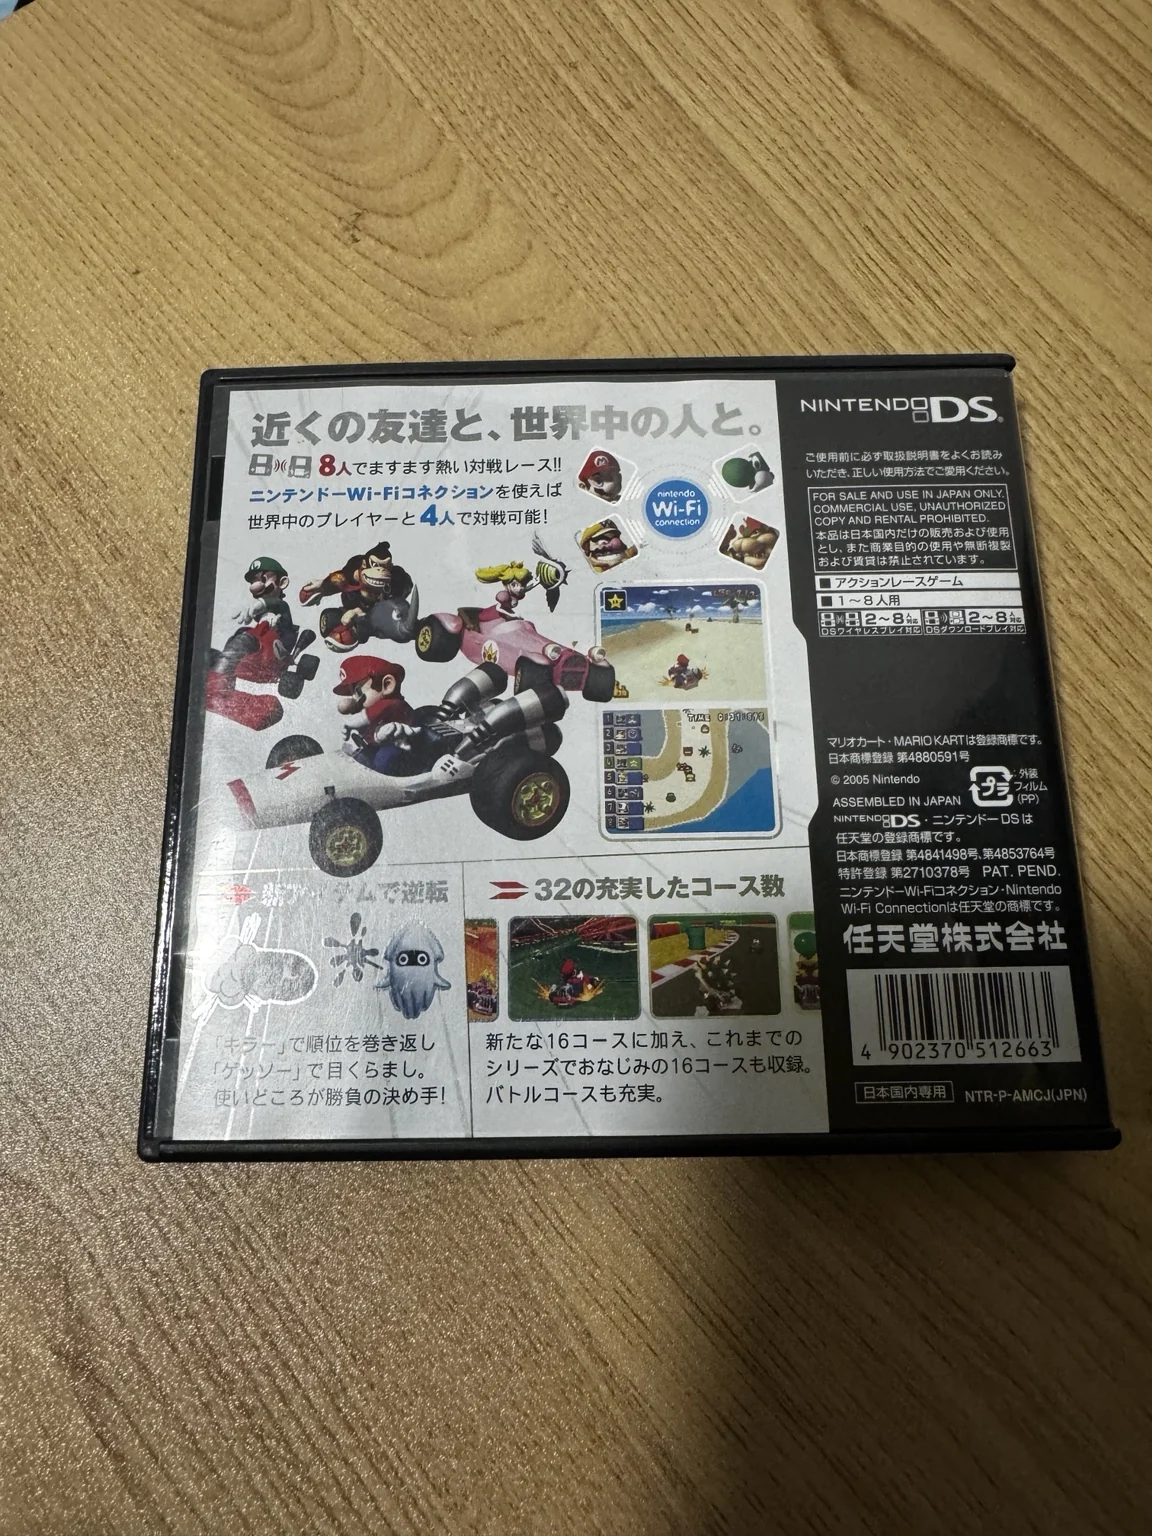 近くの友達と、世界中の人と。
8人でますます熱い対戦レース!!
ニンテンドーWi-Fiコネクションを使えば
世界中のプレイヤーと4人で対戦可能!
nintendo
Wi-Fi
connection
TIME
1
2
3
4
5
6
7
8
新アイテムで逆転
「キラー」で順位を巻き返し
「ゲッソー」で目くらまし。
使いどころが勝負の決め手!
32の充実したコース数
新たな16コースに加え、これまでの
シリーズでおなじみの16コースも収録。
バトルコースも充実。
NINTENDO DS
ご使用前に必ず取扱説明書をよくお読み
いただき、正しい使用方法でご愛用ください。
FOR SALE AND USE IN JAPAN ONLY.
COMMERCIAL USE, UNAUTHORIZED
COPY AND RENTAL PROHIBITED.
本品は日本国内だけの販売および使用
とし、また商業目的の使用や無断複製
および賃貸は禁止されています。
■アクションレースゲーム
■1～8人用
2～8人 2～8人
DSワイヤレスプレイ対応 DSダウンロードプレイ対応
マリオカート・MARIO KARTは登録商標です。
日本商標登録 第4880591号
© 2005 Nintendo
ASSEMBLED IN JAPAN
プラ
外装
フィルム
(PP)
NINTENDO DS・ニンテンドーDSは
任天堂の登録商標です。
日本商標登録 第4841498号、第4853764号
特許登録 第2710378号 PAT. PEND.
ニンテンドーWi-Fiコネクション・Nintendo
Wi-Fi Connectionは任天堂の商標です。
任天堂株式会社
4 902370 512663
日本国内専用 NTR-P-AMCJ(JPN)